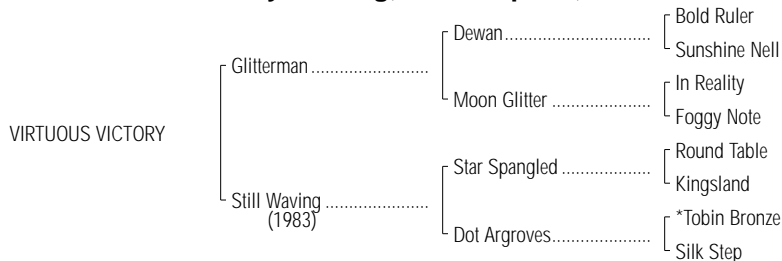 Bold Ruler
Dewan..............................
Sunshine Nell
Glitterman ........................
In Reality
Moon Glitter ....................
Foggy Note
VIRTUOUS VICTORY
Round Table
Star Spangled ..................
Kingsland
Still Waving .....................
(1983)
*Tobin Bronze
Dot Argroves....................
Silk Step